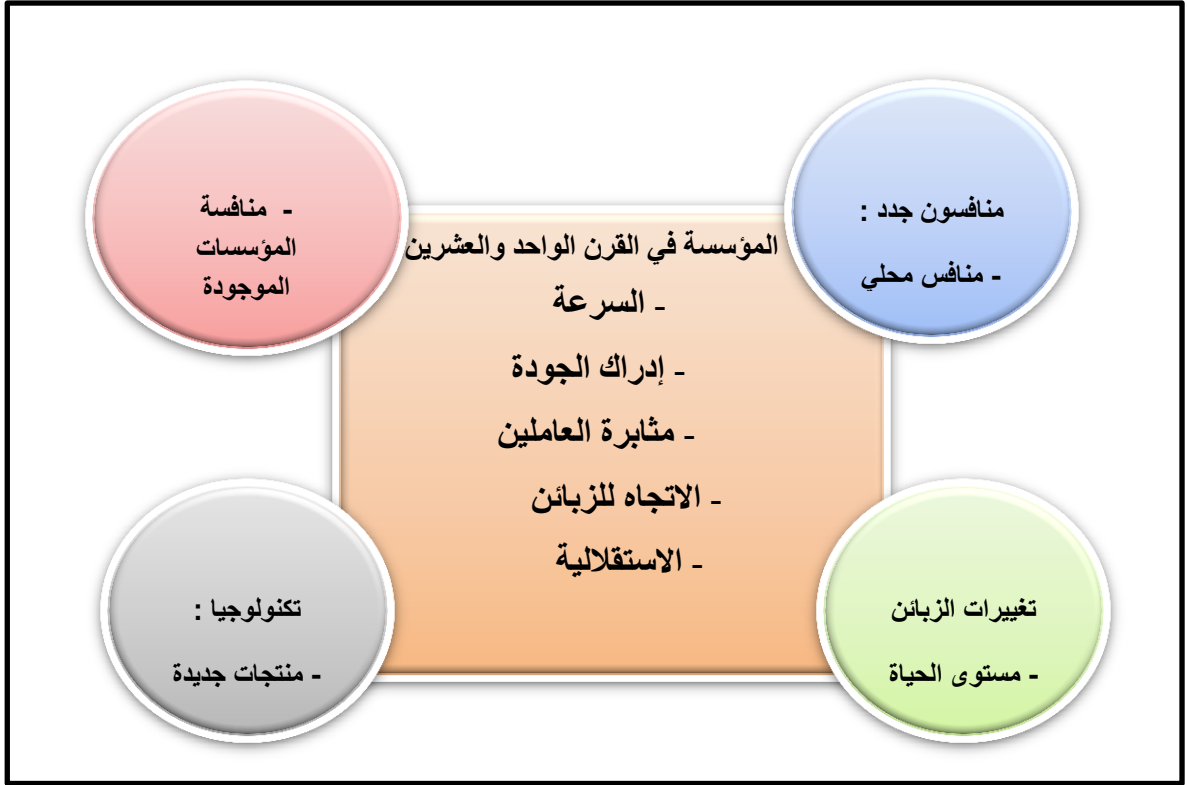 منافسون جدد :
- منافس محلي
- منافسة
المؤسسات
الموجودة
المؤسسة في القرن الواحد والعشرين
- السرعة
- إدراك الجودة
- مثابرة العاملين
- الاتجاه للزبائن
- الاستقلالية
تغييرات الزبائن
- مستوى الحياة
تكنولوجيا :
- منتجات جديدة